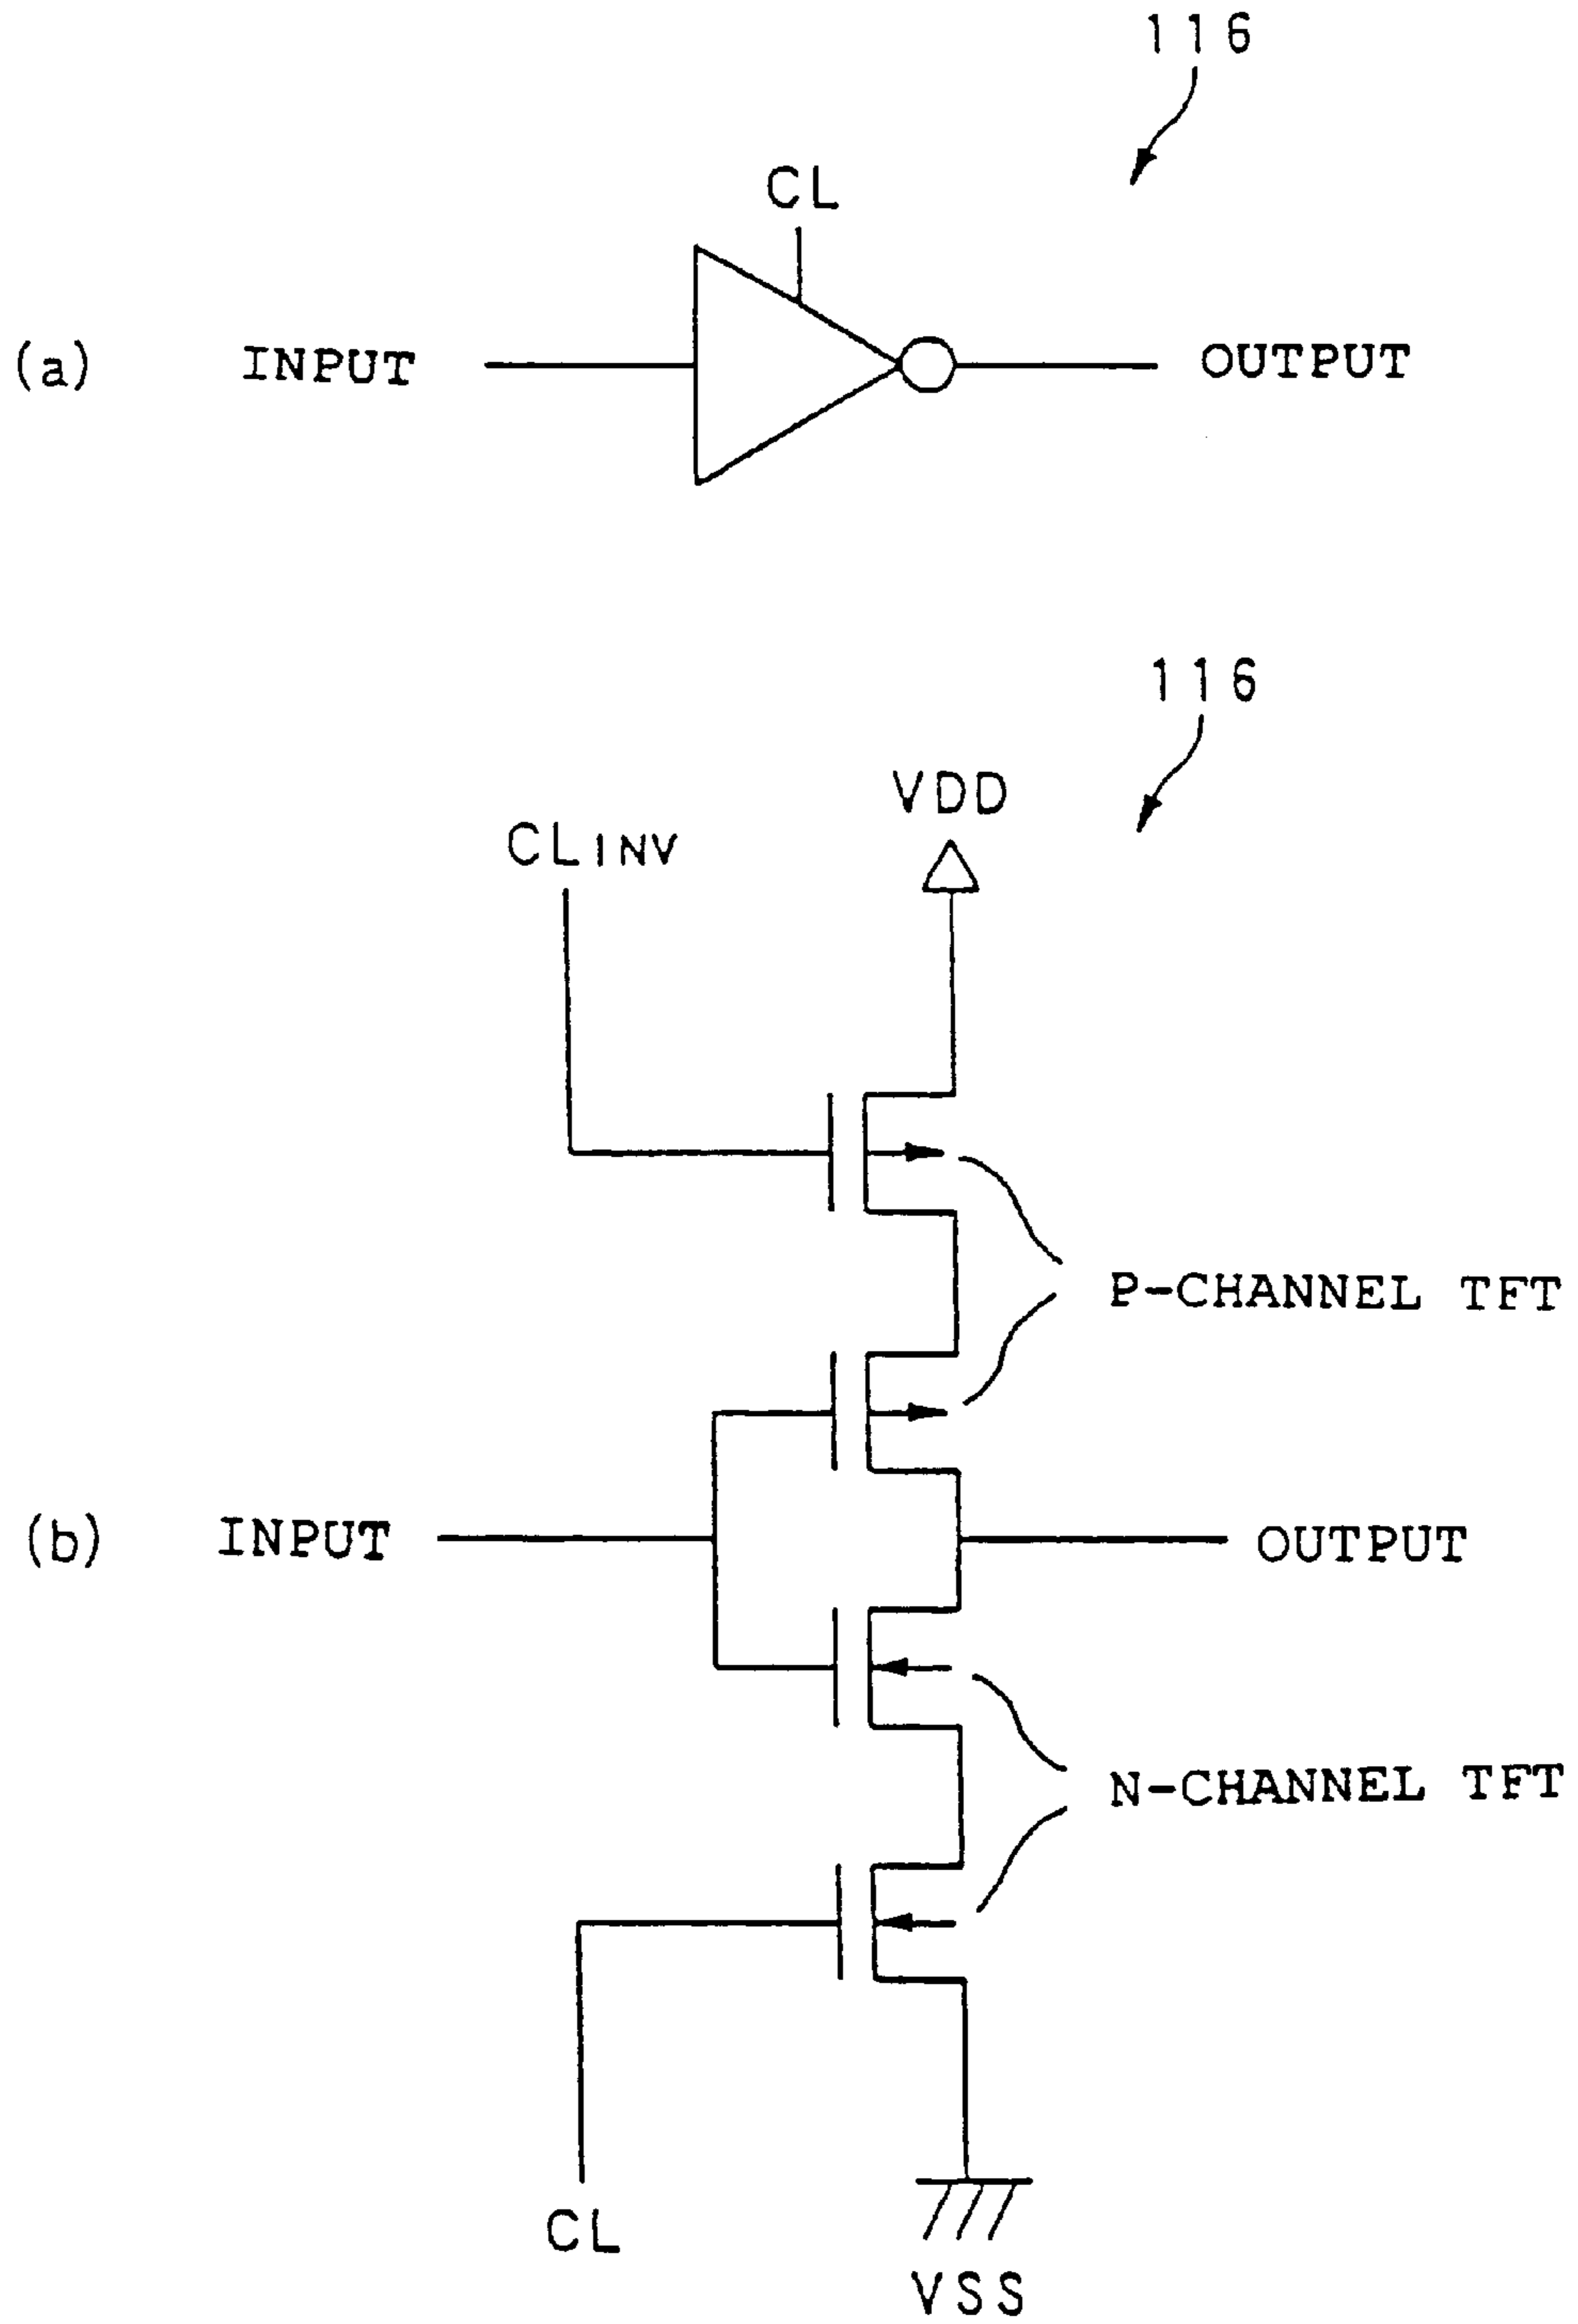 116
CL
(a) INPUT OUTPUT
116
VDD
CLINV
P-CHANNEL TFT
(b) INPUT OUTPUT
N-CHANNEL TFT
CL
VSS